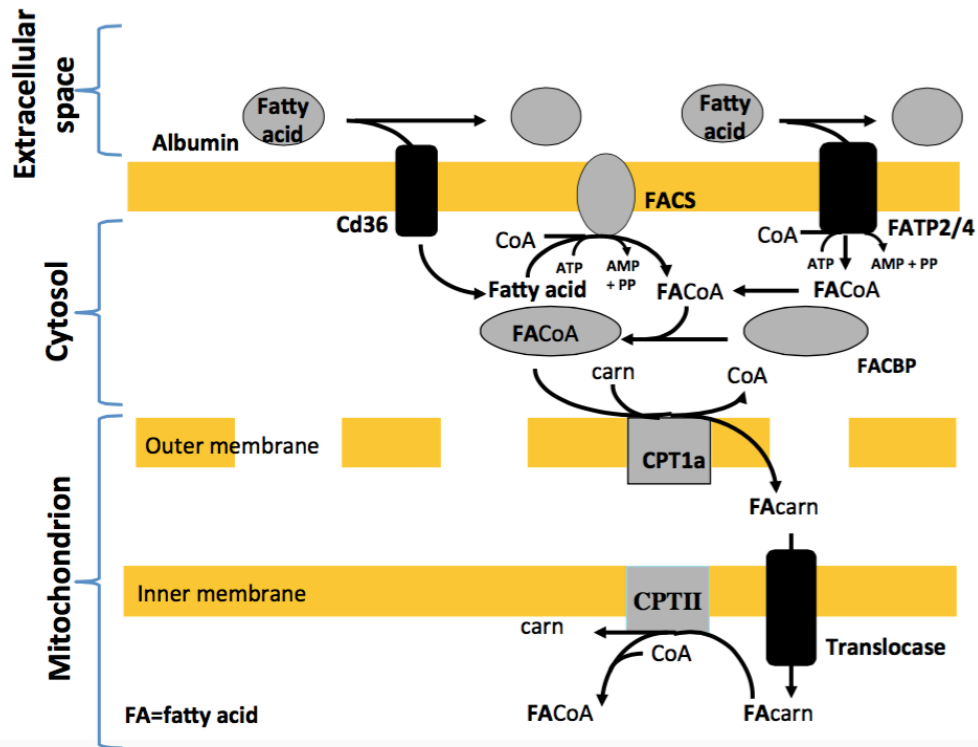 Extracellular
space
Fatty
acid
Fatty
acid
Albumin
FACS
Cd36
FATP2/4
CoA
CoA
ATP
AMP
+ PP
ATP
AMP + PP
Fatty acid
FACoA
FACoA
Cytosol
FACoA
FACBP
carn
CoA
Outer membrane
CPT1a
FAcarn
Mitochondrion
Inner membrane
CPTII
carn
CoA
Translocase
FA=fatty acid
FACoA
FAcarn